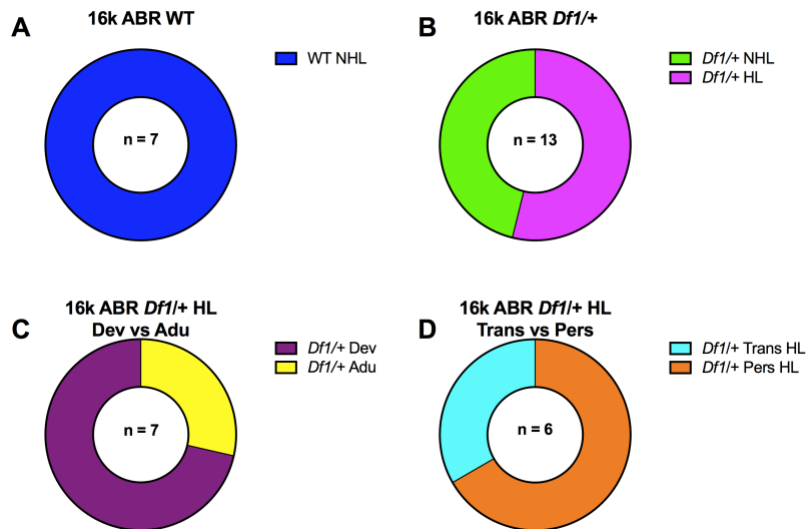 A
16k ABR WT
WT NHL
n = 7
B
16k ABR Df1/+
Df1/+ NHL
Df1/+ HL
n = 13
C
16k ABR Df1/+ HL
Dev vs Adu
Df1/+ Dev
Df1/+ Adu
n = 7
D
16k ABR Df1/+ HL
Trans vs Pers
Df1/+ Trans HL
Df1/+ Pers HL
n = 6